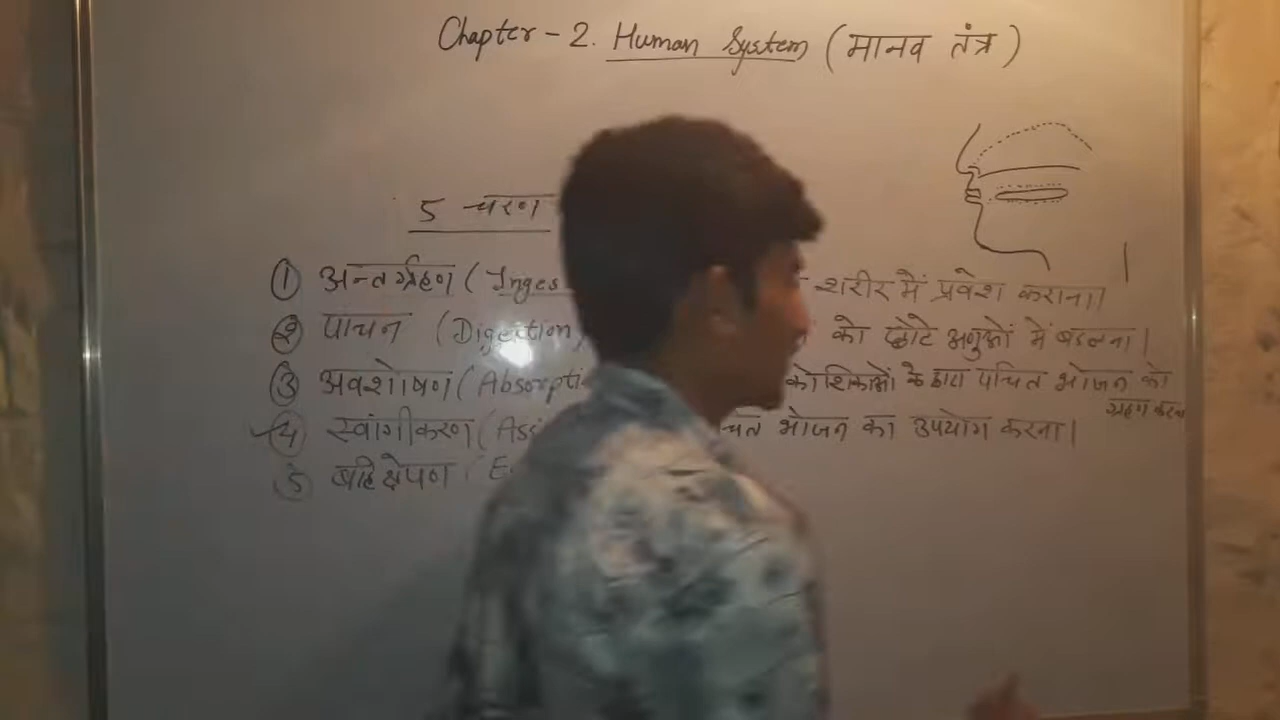 Chapter - 2. Human System (मानव तंत्र)
5 चरण
① अन्तर्ग्रहण (Inges शरीर में प्रवेश कराना।
② पाचन (Digestion) को छोटे अणुओं में बदलना।
③ अवशोषण (Absorpti कोशिकाओं के द्वारा पचित भोजन को
ग्रहण करना
④ स्वांगीकरण (Assi चित भोजन का उपयोग करना।
⑤ बहिक्षेपण (E